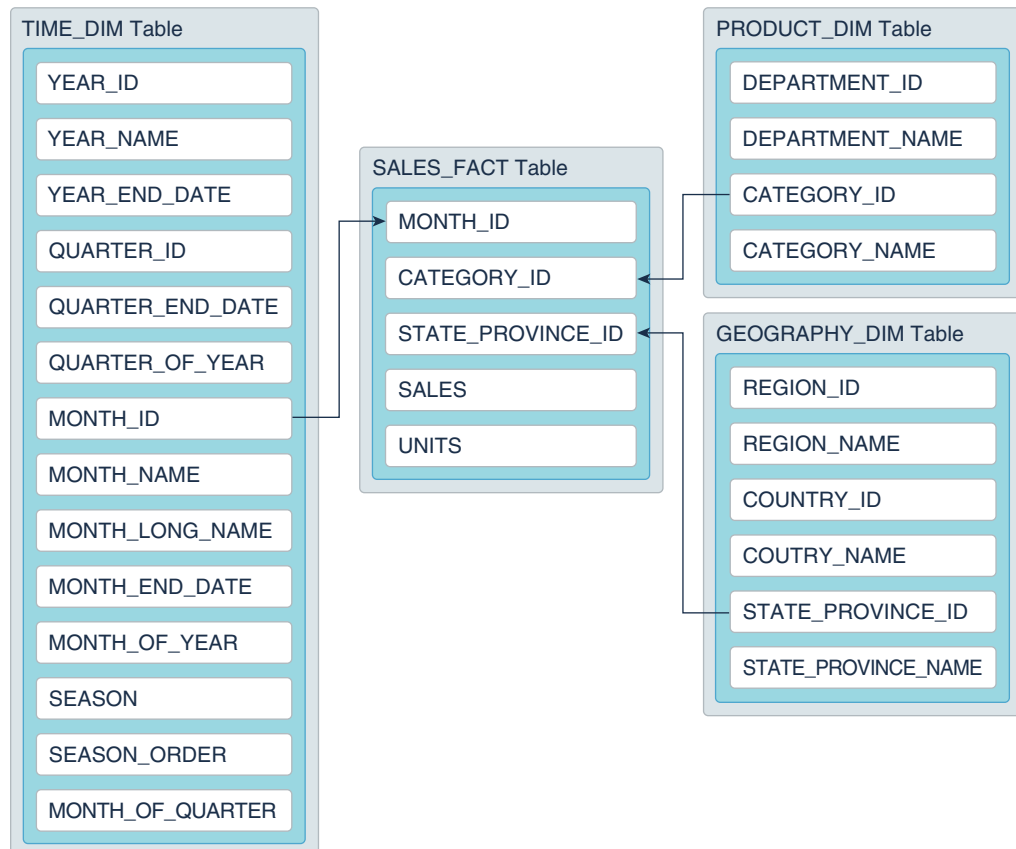 TIME_DIM Table
YEAR_ID
YEAR_NAME
YEAR_END_DATE
QUARTER_ID
QUARTER_END_DATE
QUARTER_OF_YEAR
MONTH_ID
MONTH_NAME
MONTH_LONG_NAME
MONTH_END_DATE
MONTH_OF_YEAR
SEASON
SEASON_ORDER
MONTH_OF_QUARTER
SALES_FACT Table
MONTH_ID
CATEGORY_ID
STATE_PROVINCE_ID
SALES
UNITS
PRODUCT_DIM Table
DEPARTMENT_ID
DEPARTMENT_NAME
CATEGORY_ID
CATEGORY_NAME
GEOGRAPHY_DIM Table
REGION_ID
REGION_NAME
COUNTRY_ID
COUTRY_NAME
STATE_PROVINCE_ID
STATE_PROVINCE_NAME